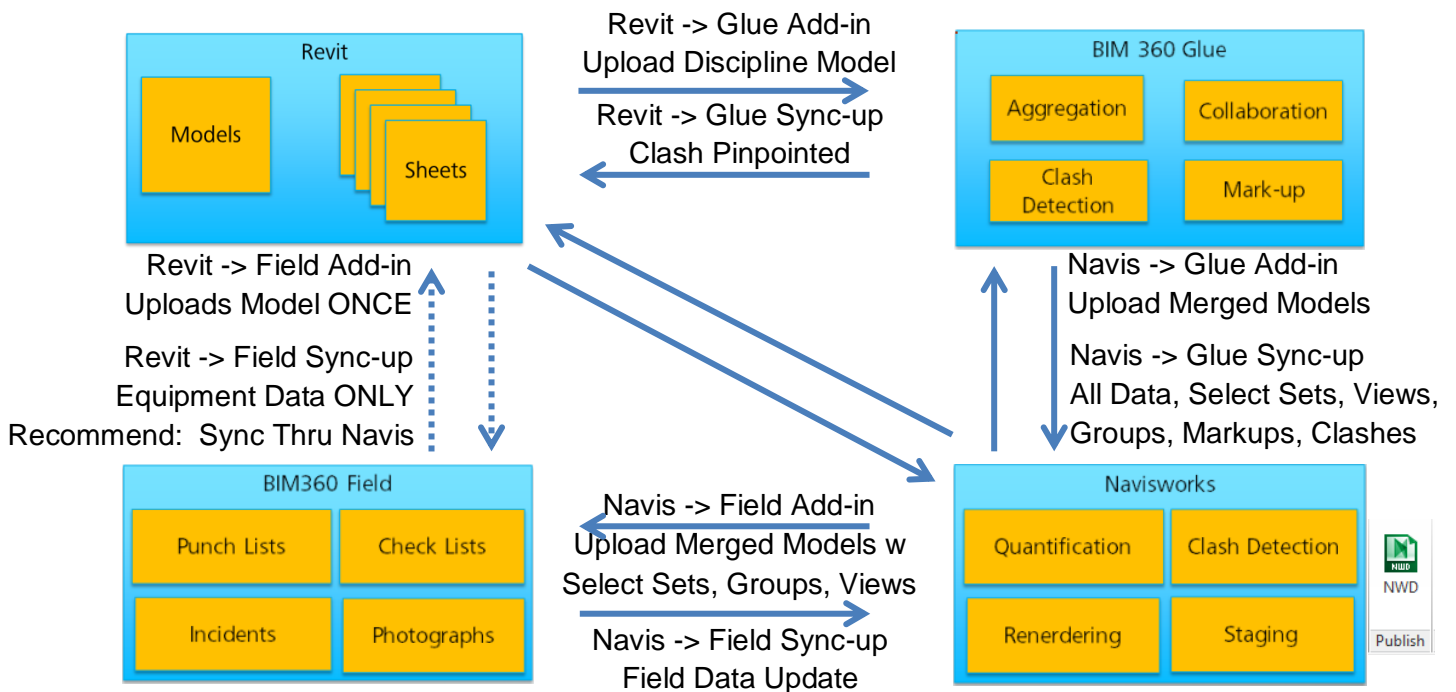 Revit
Models
Sheets
Revit -> Glue Add-in
Upload Discipline Model
Revit -> Glue Sync-up
Clash Pinpointed
BIM 360 Glue
Aggregation
Collaboration
Clash
Detection
Mark-up
Revit -> Field Add-in
Uploads Model ONCE
Revit -> Field Sync-up
Equipment Data ONLY
Recommend: Sync Thru Navis
Navis -> Glue Add-in
Upload Merged Models
Navis -> Glue Sync-up
All Data, Select Sets, Views,
Groups, Markups, Clashes
BIM360 Field
Punch Lists
Check Lists
Incidents
Photographs
Navis -> Field Add-in
Upload Merged Models w
Select Sets, Groups, Views
Navis -> Field Sync-up
Field Data Update
Navisworks
Quantification
Clash Detection
Renerdering
Staging
NWD
NWD
Publish